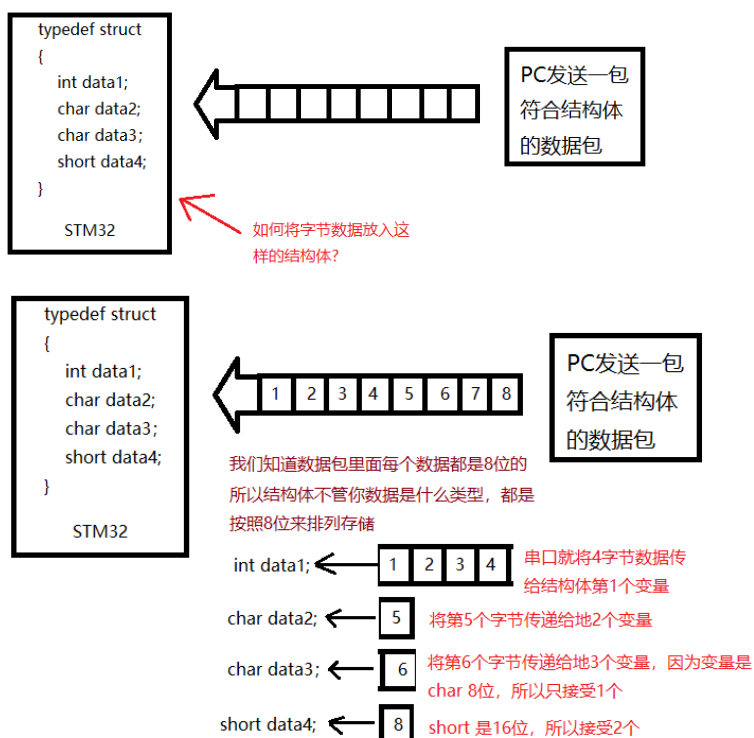 typedef struct
{
int data1;
char data2;
char data3;
short data4;
}
STM32
PC发送一包
符合结构体
的数据包
如何将字节数据放入这
样的结构体？
typedef struct
{
int data1;
char data2;
char data3;
short data4;
}
STM32
1 2 3 4 5 6 7 8
PC发送一包
符合结构体
的数据包
我们知道数据包里面每个数据都是8位的
所以结构体不管你数据是什么类型，都是
按照8位来排列存储
int data1;
1 2 3 4
串口就将4字节数据传
给结构体第1个变量
char data2;
5
将第5个字节传递给地2个变量
char data3;
6
将第6个字节传递给地3个变量，因为变量是
char 8位，所以只接受1个
short data4;
8
short 是16位，所以接受2个